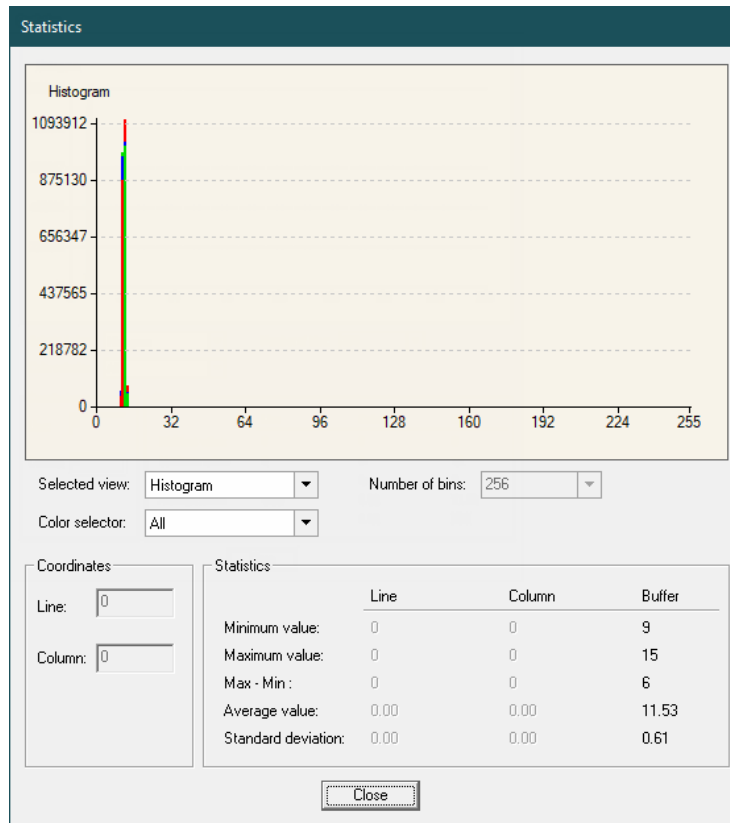 Statistics
Histogram
1093912
875130
656347
437565
218782
0
0 32 64 96 128 160 192 224 255
Selected view: Histogram Number of bins: 256
Color selector: All
Coordinates Statistics
Line: 0 Line Column Buffer
Minimum value: 0 0 9
Column: 0 Maximum value: 0 0 15
Max - Min : 0 0 6
Average value: 0.00 0.00 11.53
Standard deviation: 0.00 0.00 0.61
Close